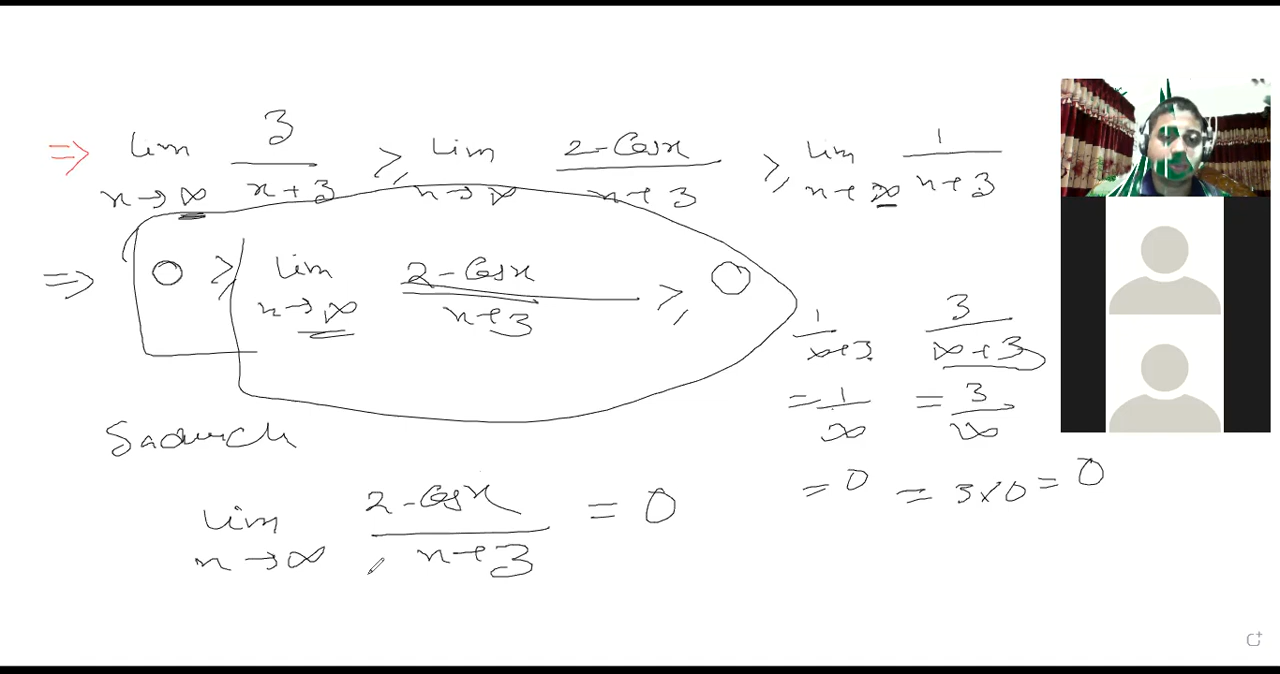 ⇒ lim x→∞ 3/(x+3) ≥ lim x→∞ (2-Cosx)/(x+3) ≥ lim x→∞ 1/(x+3)
⇒ 0 ≥ lim x→∞ (2-Cosx)/(x+3) ≥ 0
1/(∞+3) 3/(∞+3)
= 1/∞ = 3/∞
= 0 = 3×0 = 0
Sadwich
lim x→∞ (2-Cosx)/(x+3) = 0